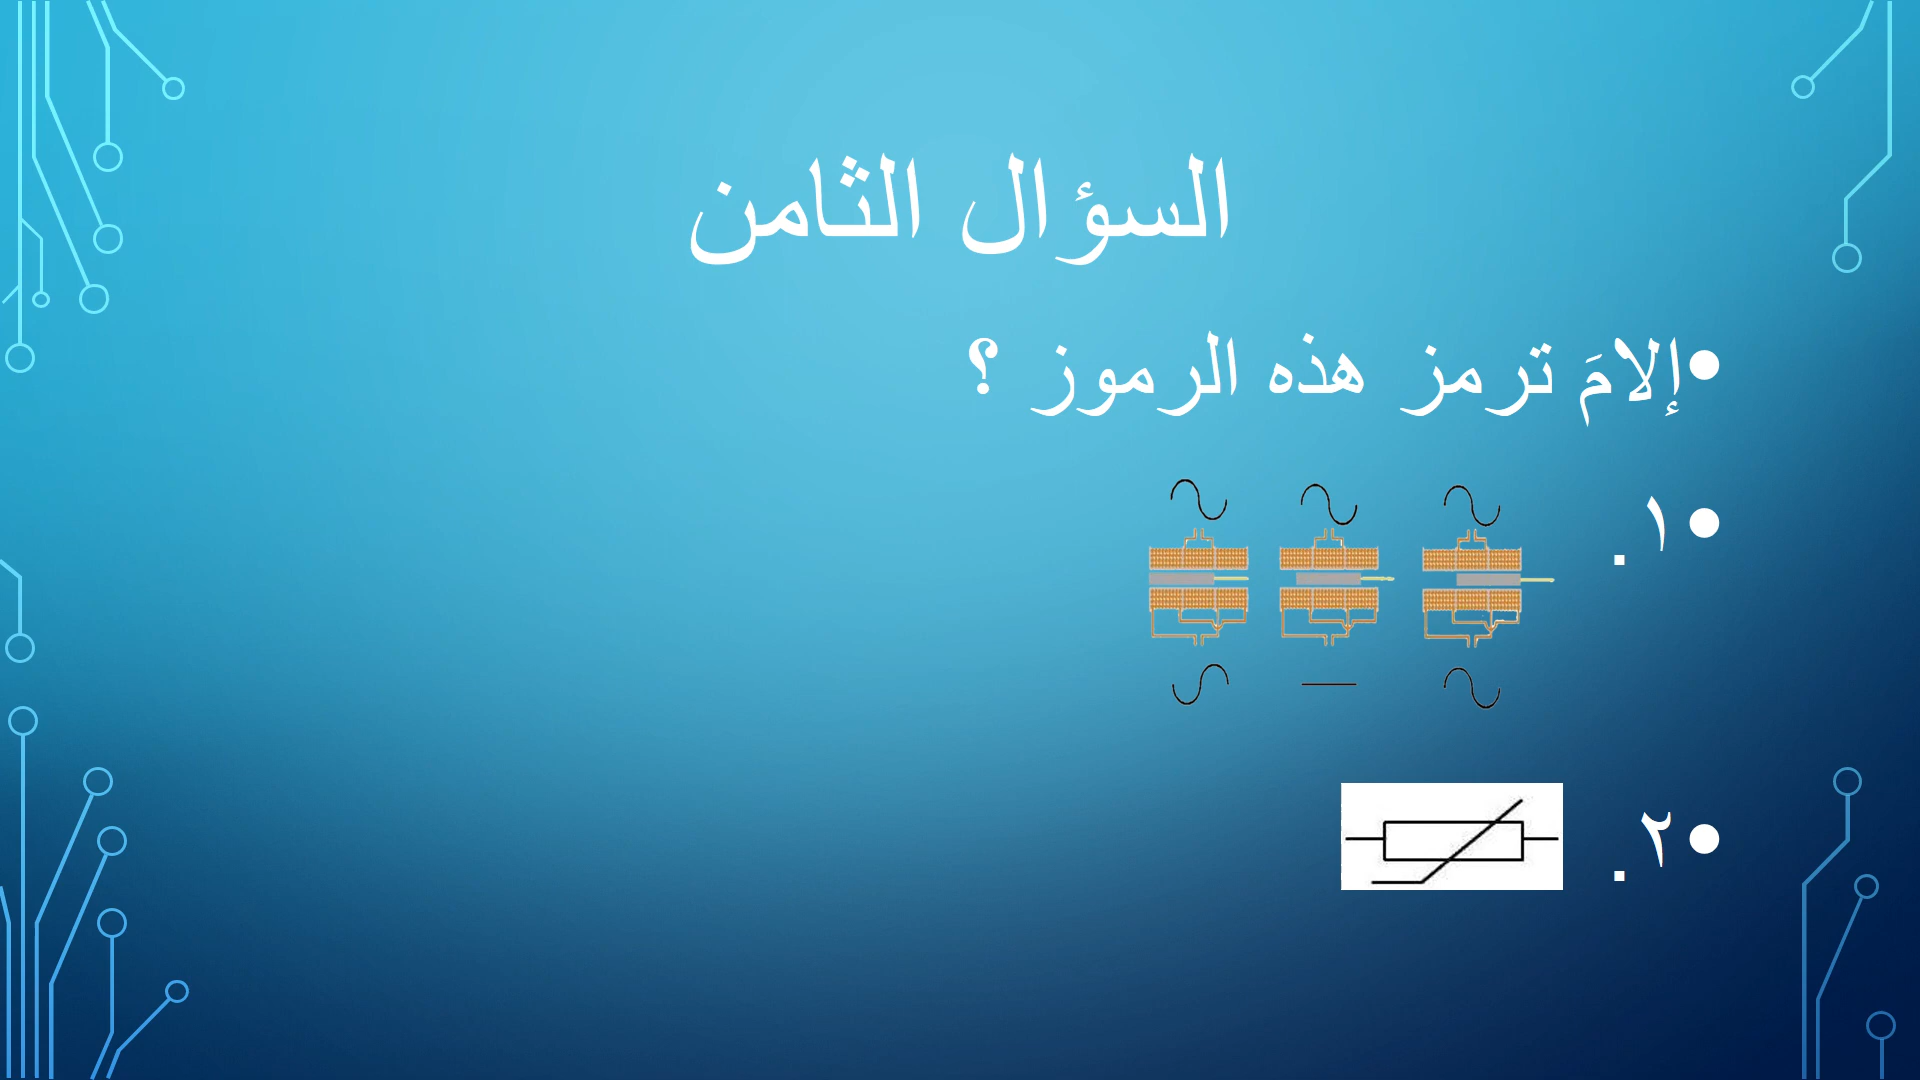 السؤال الثامن
•إلامَ ترمز هذه الرموز ؟
•١.
•٢.